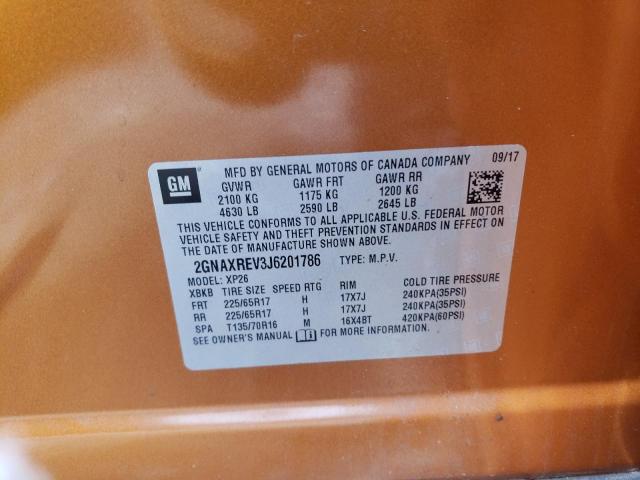 GM
MFD BY GENERAL MOTORS OF CANADA COMPANY 09/17
GVWR GAWR FRT GAWR RR
2100 KG 1175 KG 1200 KG
4630 LB 2590 LB 2645 LB
THIS VEHICLE CONFORMS TO ALL APPLICABLE U.S. FEDERAL MOTOR
VEHICLE SAFETY AND THEFT PREVENTION STANDARDS IN EFFECT ON
THE DATE OF MANUFACTURE SHOWN ABOVE.
2GNAXREV3J6201786 TYPE: M.P.V.
MODEL: XP26
XBKB TIRE SIZE SPEED RTG RIM COLD TIRE PRESSURE
FRT 225/65R17 H 17X7J 240KPA(35PSI)
RR 225/65R17 H 17X7J 240KPA(35PSI)
SPA T135/70R16 M 16X4BT 420KPA(60PSI)
SEE OWNER'S MANUAL FOR MORE INFORMATION.